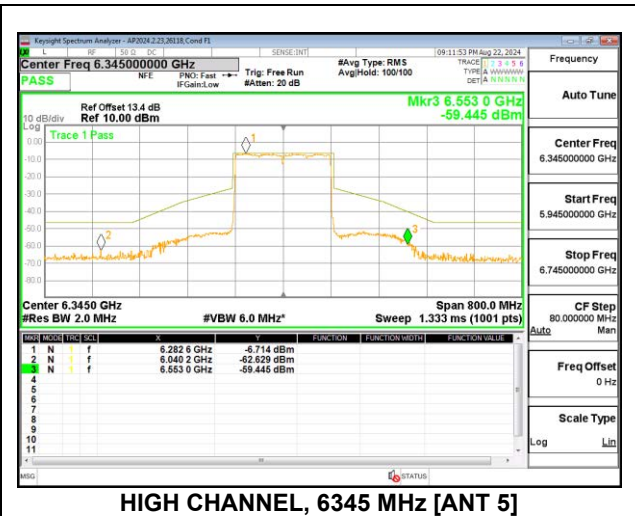 Keysight Spectrum Analyzer - AP2024.2.23,26118,Cond F1
L RF 50 Ω DC SENSE:INT 09:11:53 PM Aug 22, 2024
Center Freq 6.345000000 GHz #Avg Type: RMS TRACE 1 2 3 4 5 6
PASS NFE PNO: Fast Trig: Free Run Avg|Hold: 100/100 TYPE A WWWWW
IFGain:Low #Atten: 20 dB DET A N N N N N
Ref Offset 13.4 dB Mkr3 6.553 0 GHz
10 dB/div Ref 10.00 dBm -59.445 dBm
Log
Trace 1 Pass
0.00
-10.0
-20.0
-30.0
-40.0
-50.0
-60.0
-70.0
-80.0
1
2
3
Center 6.3450 GHz Span 800.0 MHz
#Res BW 2.0 MHz #VBW 6.0 MHz* Sweep 1.333 ms (1001 pts)
MKR MODE TRC SCL X Y FUNCTION FUNCTION WIDTH FUNCTION VALUE
1 N 1 f 6.282 6 GHz -6.714 dBm
2 N 1 f 6.040 2 GHz -62.629 dBm
3 N 1 f 6.553 0 GHz -59.445 dBm
4
5
6
7
8
9
10
11
MSG STATUS
Frequency
Auto Tune
Center Freq
6.345000000 GHz
Start Freq
5.945000000 GHz
Stop Freq
6.745000000 GHz
CF Step
80.000000 MHz
Auto Man
Freq Offset
0 Hz
Scale Type
Log Lin
HIGH CHANNEL, 6345 MHz [ANT 5]